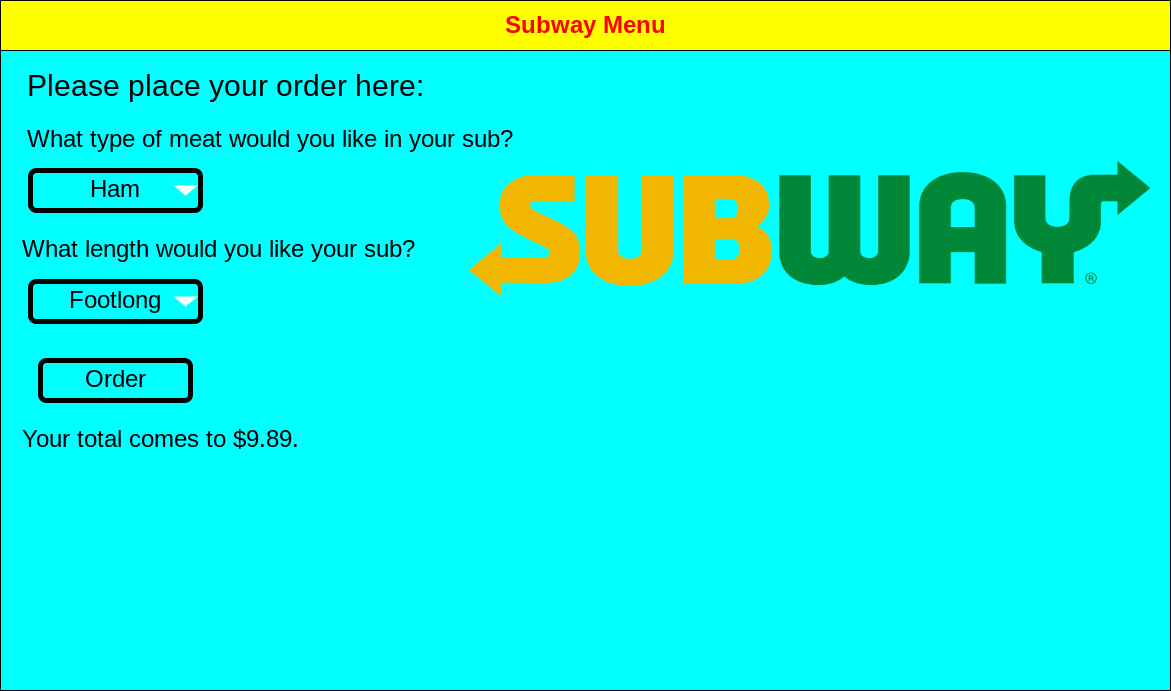 Subway Menu
Please place your order here:
What type of meat would you like in your sub?
Ham
SUBWAY®
What length would you like your sub?
Footlong
Order
Your total comes to $9.89.